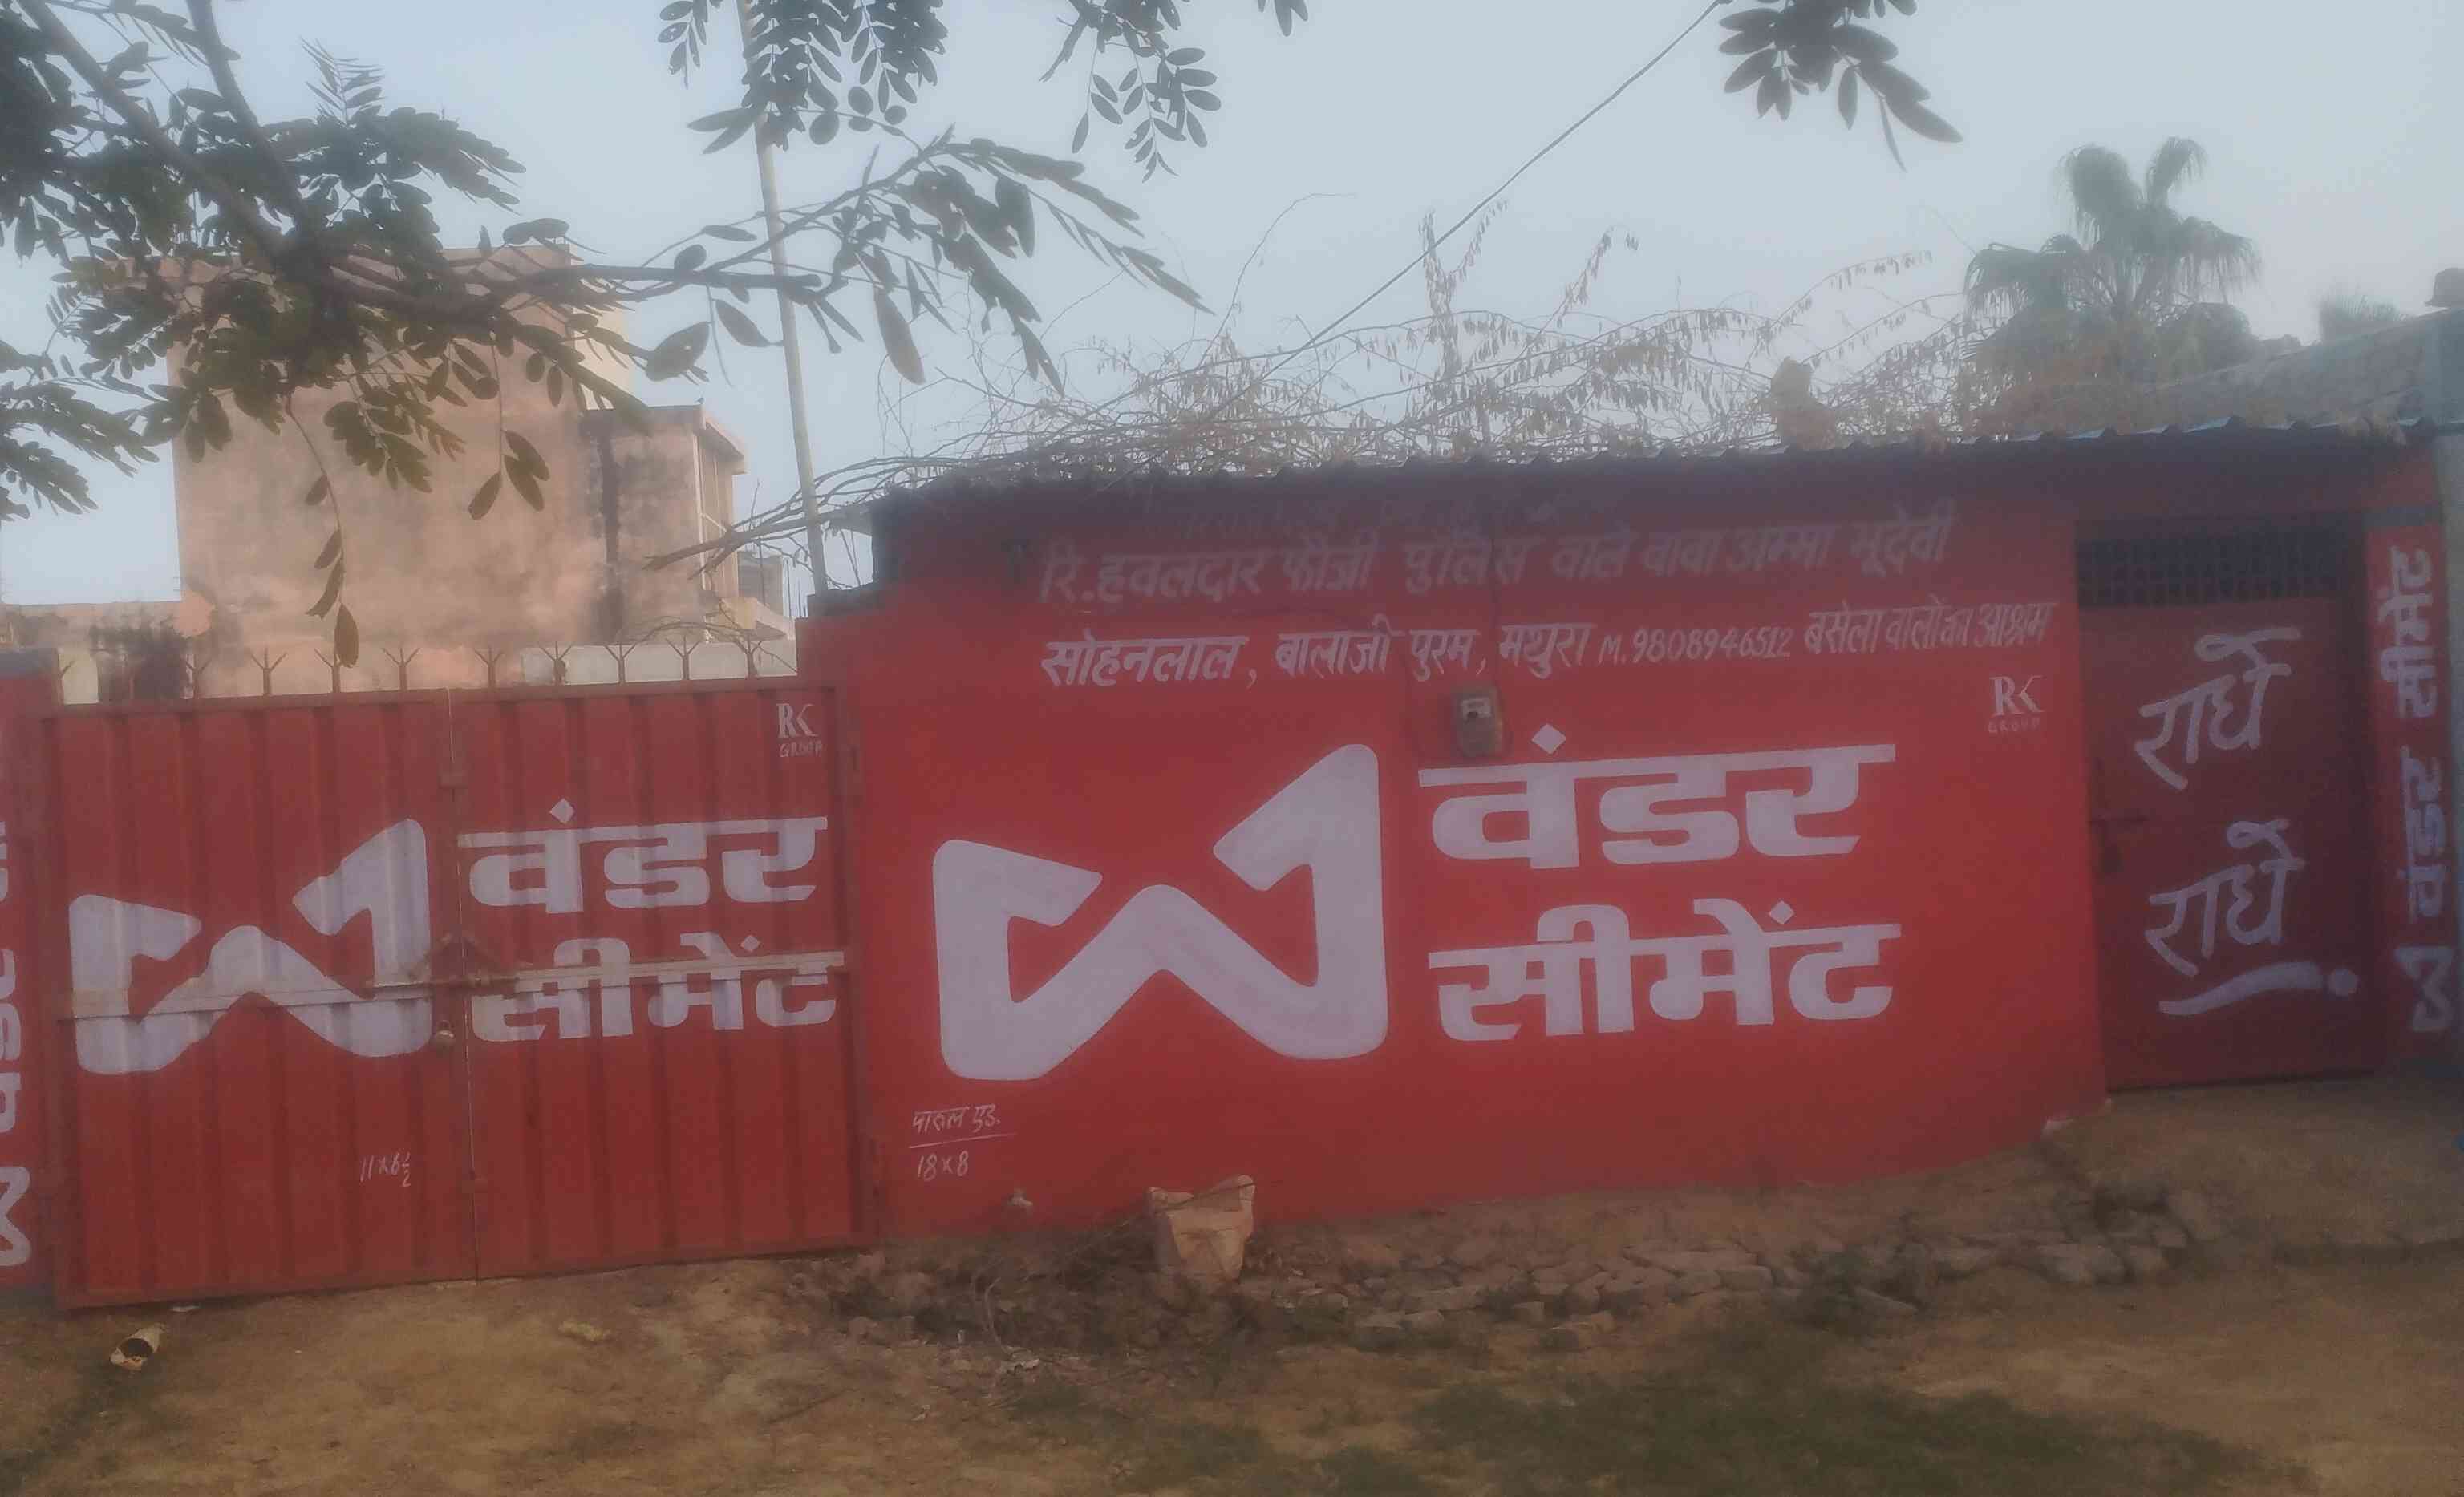 रि.हवलदार फौजी पुलिस वाले बाबा अम्मा भूदेवी
सोहनलाल, बालाजी पुरम, मथुरा M.9808946512 बसेला वालों का आश्रम
RK
GROUP
वंडर
सीमेंट
11x6½
RK
GROUP
वंडर
सीमेंट
पारुल एड.
18x8
राधे
राधे
वंडर सीमेंट